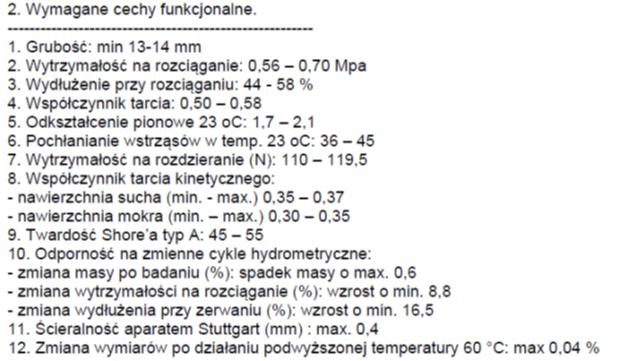 2. Wymagane cechy funkcjonalne.
-------------------------------------------------------
1. Grubość: min 13-14 mm
2. Wytrzymałość na rozciąganie: 0,56 – 0,70 Mpa
3. Wydłużenie przy rozciąganiu: 44 - 58 %
4. Współczynnik tarcia: 0,50 – 0,58
5. Odkształcenie pionowe 23 oC: 1,7 – 2,1
6. Pochłanianie wstrząsów w temp. 23 oC: 36 – 45
7. Wytrzymałość na rozdzieranie (N): 110 – 119,5
8. Współczynnik tarcia kinetycznego:
- nawierzchnia sucha (min. - max.) 0,35 – 0,37
- nawierzchnia mokra (min. – max.) 0,30 – 0,35
9. Twardość Shore'a typ A: 45 – 55
10. Odporność na zmienne cykle hydrometryczne:
- zmiana masy po badaniu (%): spadek masy o max. 0,6
- zmiana wytrzymałości na rozciąganie (%): wzrost o min. 8,8
- zmiana wydłużenia przy zerwaniu (%): wzrost o min. 16,5
11. Ścieralność aparatem Stuttgart (mm) : max. 0,4
12. Zmiana wymiarów po działaniu podwyższonej temperatury 60 °C: max 0,04 %